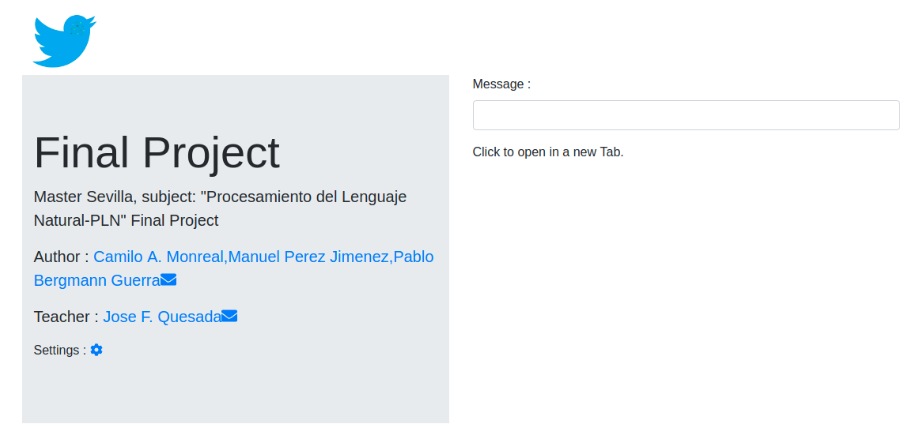 Final Project
Master Sevilla, subject: "Procesamiento del Lenguaje
Natural-PLN" Final Project
Author : Camilo A. Monreal,Manuel Perez Jimenez,Pablo
Bergmann Guerra
Teacher : Jose F. Quesada
Settings :
Message :
Click to open in a new Tab.